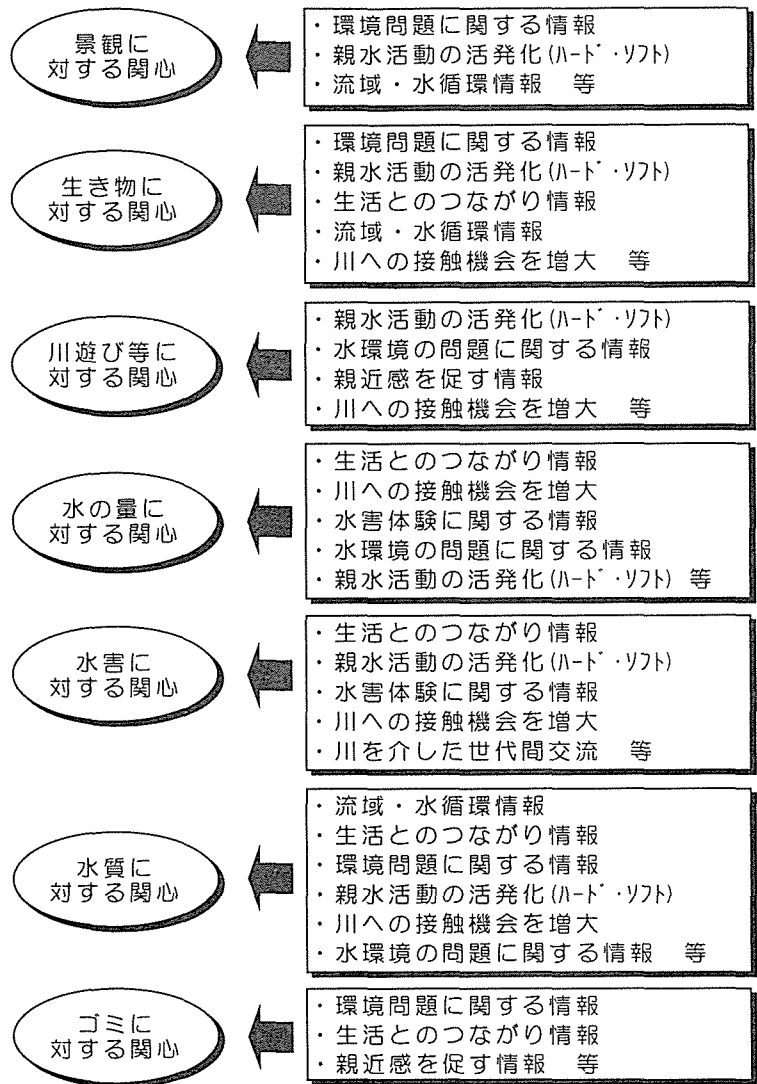 景観に
対する関心
・環境問題に関する情報
・親水活動の活発化(ﾊｰﾄﾞ・ｿﾌﾄ)
・流域・水循環情報　等
生き物に
対する関心
・環境問題に関する情報
・親水活動の活発化(ﾊｰﾄﾞ・ｿﾌﾄ)
・生活とのつながり情報
・流域・水循環情報
・川への接触機会を増大　等
川遊び等に
対する関心
・親水活動の活発化(ﾊｰﾄﾞ・ｿﾌﾄ)
・水環境の問題に関する情報
・親近感を促す情報
・川への接触機会を増大　等
水の量に
対する関心
・生活とのつながり情報
・川への接触機会を増大
・水害体験に関する情報
・水環境の問題に関する情報
・親水活動の活発化(ﾊｰﾄﾞ・ｿﾌﾄ)　等
水害に
対する関心
・生活とのつながり情報
・親水活動の活発化(ﾊｰﾄﾞ・ｿﾌﾄ)
・水害体験に関する情報
・川への接触機会を増大
・川を介した世代間交流　等
水質に
対する関心
・流域・水循環情報
・生活とのつながり情報
・環境問題に関する情報
・親水活動の活発化(ﾊｰﾄﾞ・ｿﾌﾄ)
・川への接触機会を増大
・水環境の問題に関する情報　等
ゴミに
対する関心
・環境問題に関する情報
・生活とのつながり情報
・親近感を促す情報　等